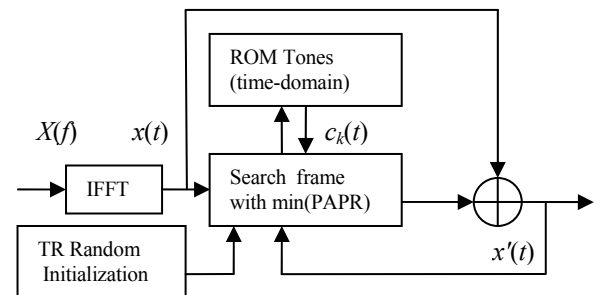 ROM Tones
(time-domain)
X(f)
x(t)
c_k(t)
IFFT
Search frame
with min(PAPR)
TR Random
Initialization
x'(t)